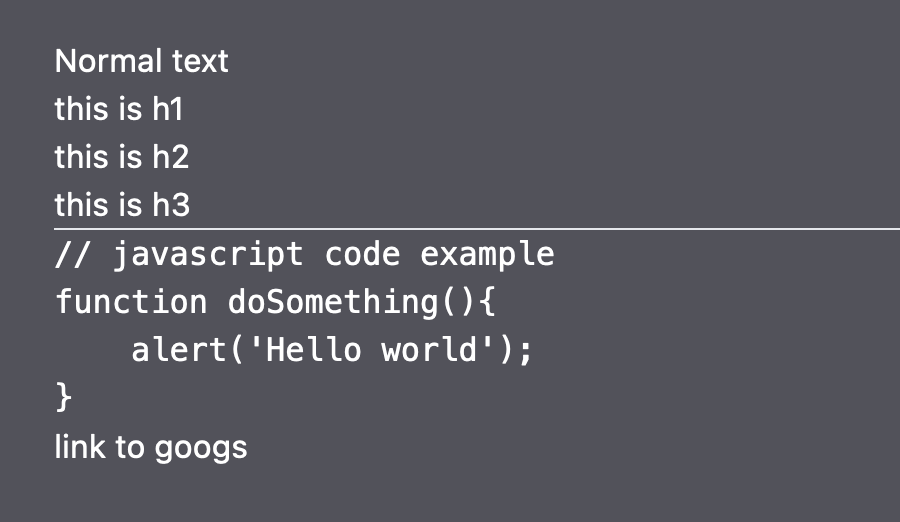 Normal text
this is h1
this is h2
this is h3
// javascript code example
function doSomething(){
    alert('Hello world');
}
link to googs